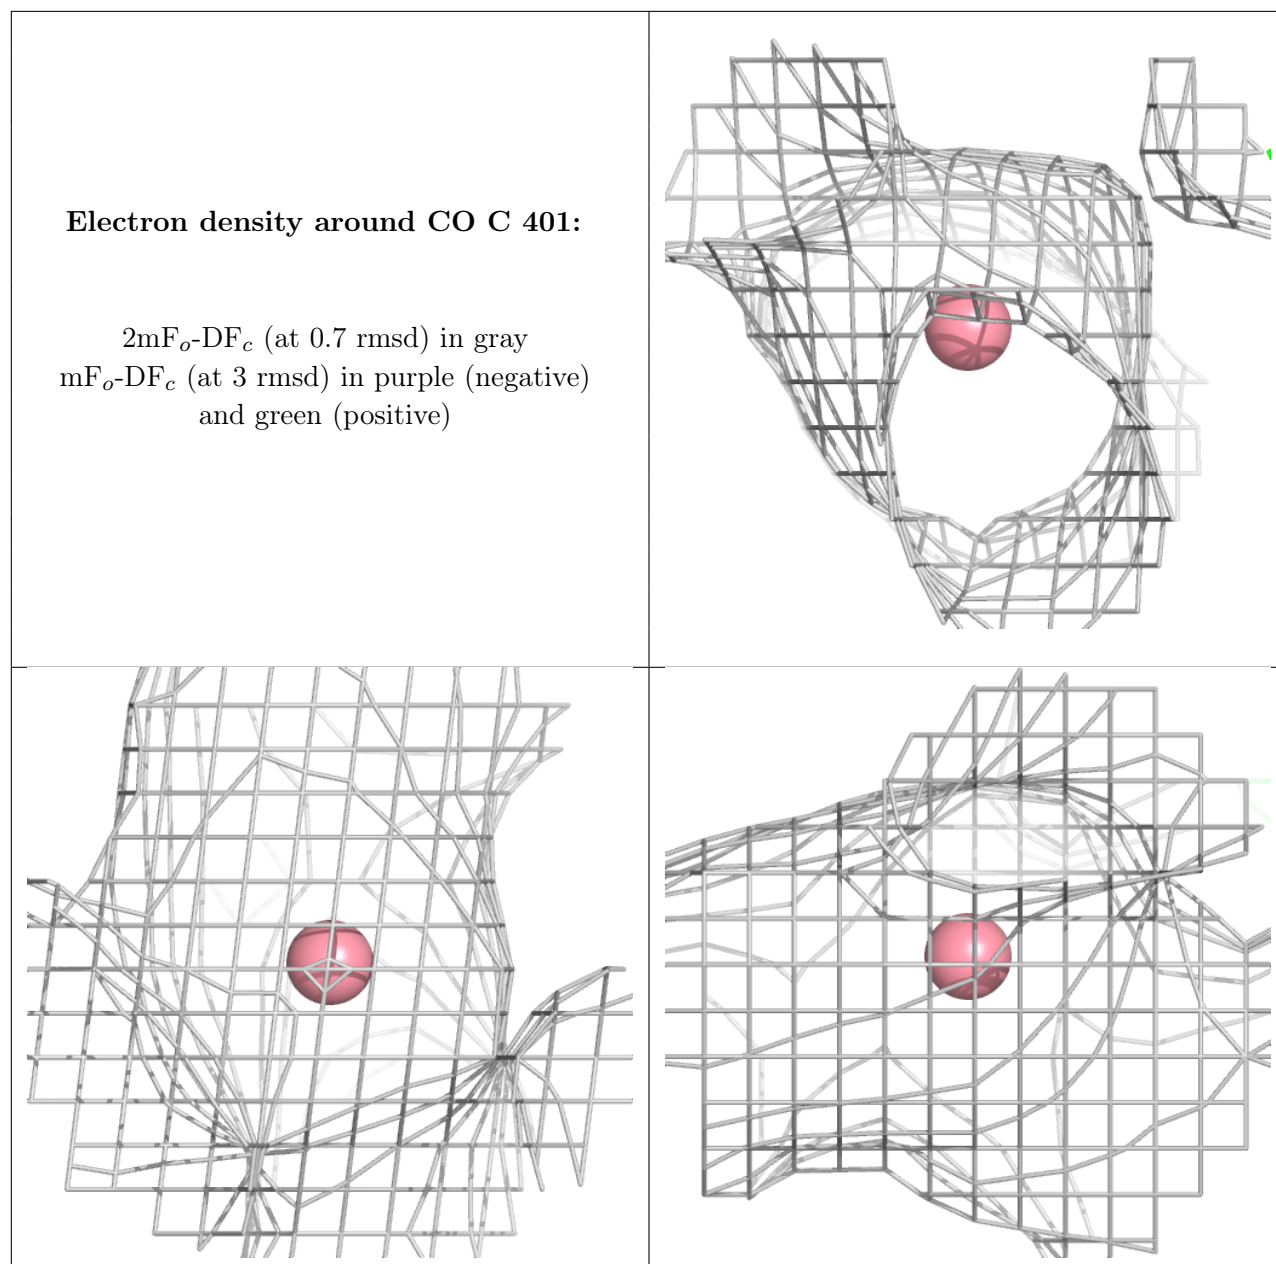 Electron density around CO C 401:
2mFo-DFc (at 0.7 rmsd) in gray
mFo-DFc (at 3 rmsd) in purple (negative)
and green (positive)